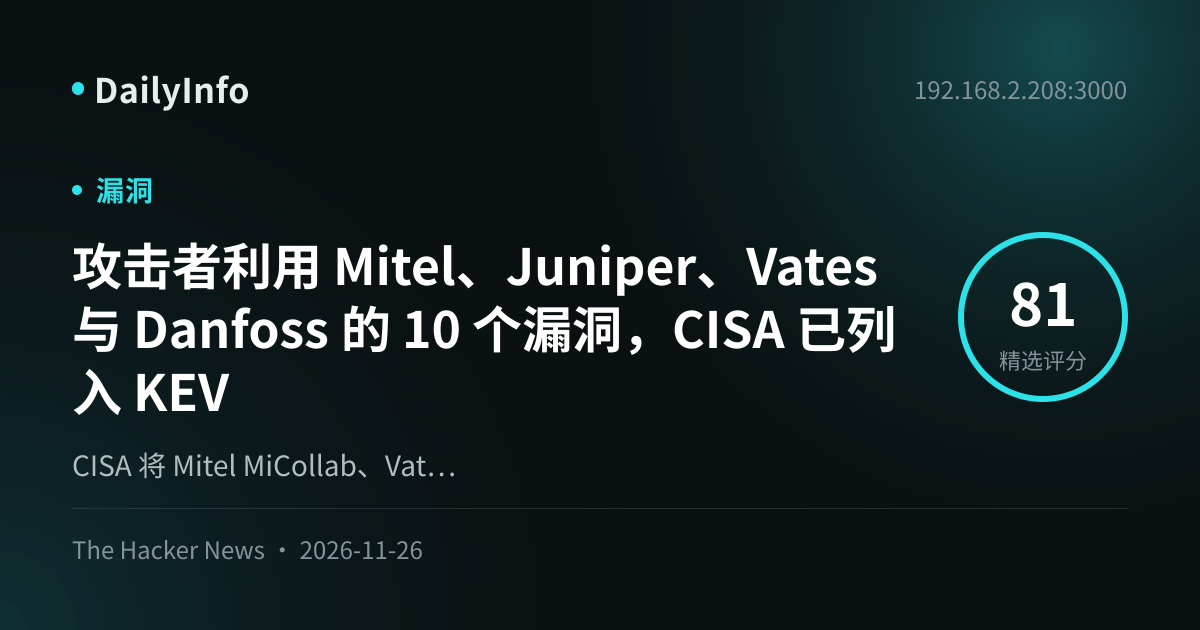 DailyInfo
192.168.2.208:3000
漏洞
攻击者利用 Mitel、Juniper、Vates
与 Danfoss 的 10 个漏洞，CISA 已列
入 KEV
81
精选评分
CISA 将 Mitel MiCollab、Vat…
The Hacker News · 2026-11-26